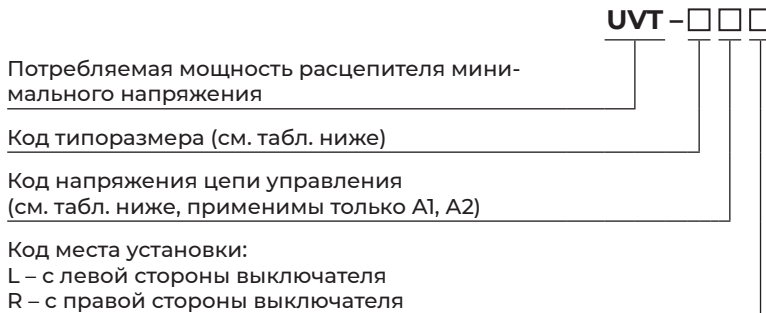 UVT – □ □ □
Потребляемая мощность расцепителя мини-
мального напряжения
Код типоразмера (см. табл. ниже)
Код напряжения цепи управления
(см. табл. ниже, применимы только A1, A2)
Код места установки:
L – с левой стороны выключателя
R – с правой стороны выключателя